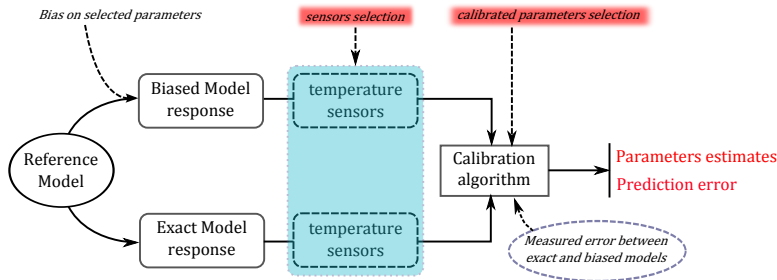 Bias on selected parameters
sensors selection
calibrated parameters selection
Biased Model
response
temperature
sensors
Reference
Model
Calibration
algorithm
Parameters estimates
Prediction error
Exact Model
response
temperature
sensors
Measured error between
exact and biased models